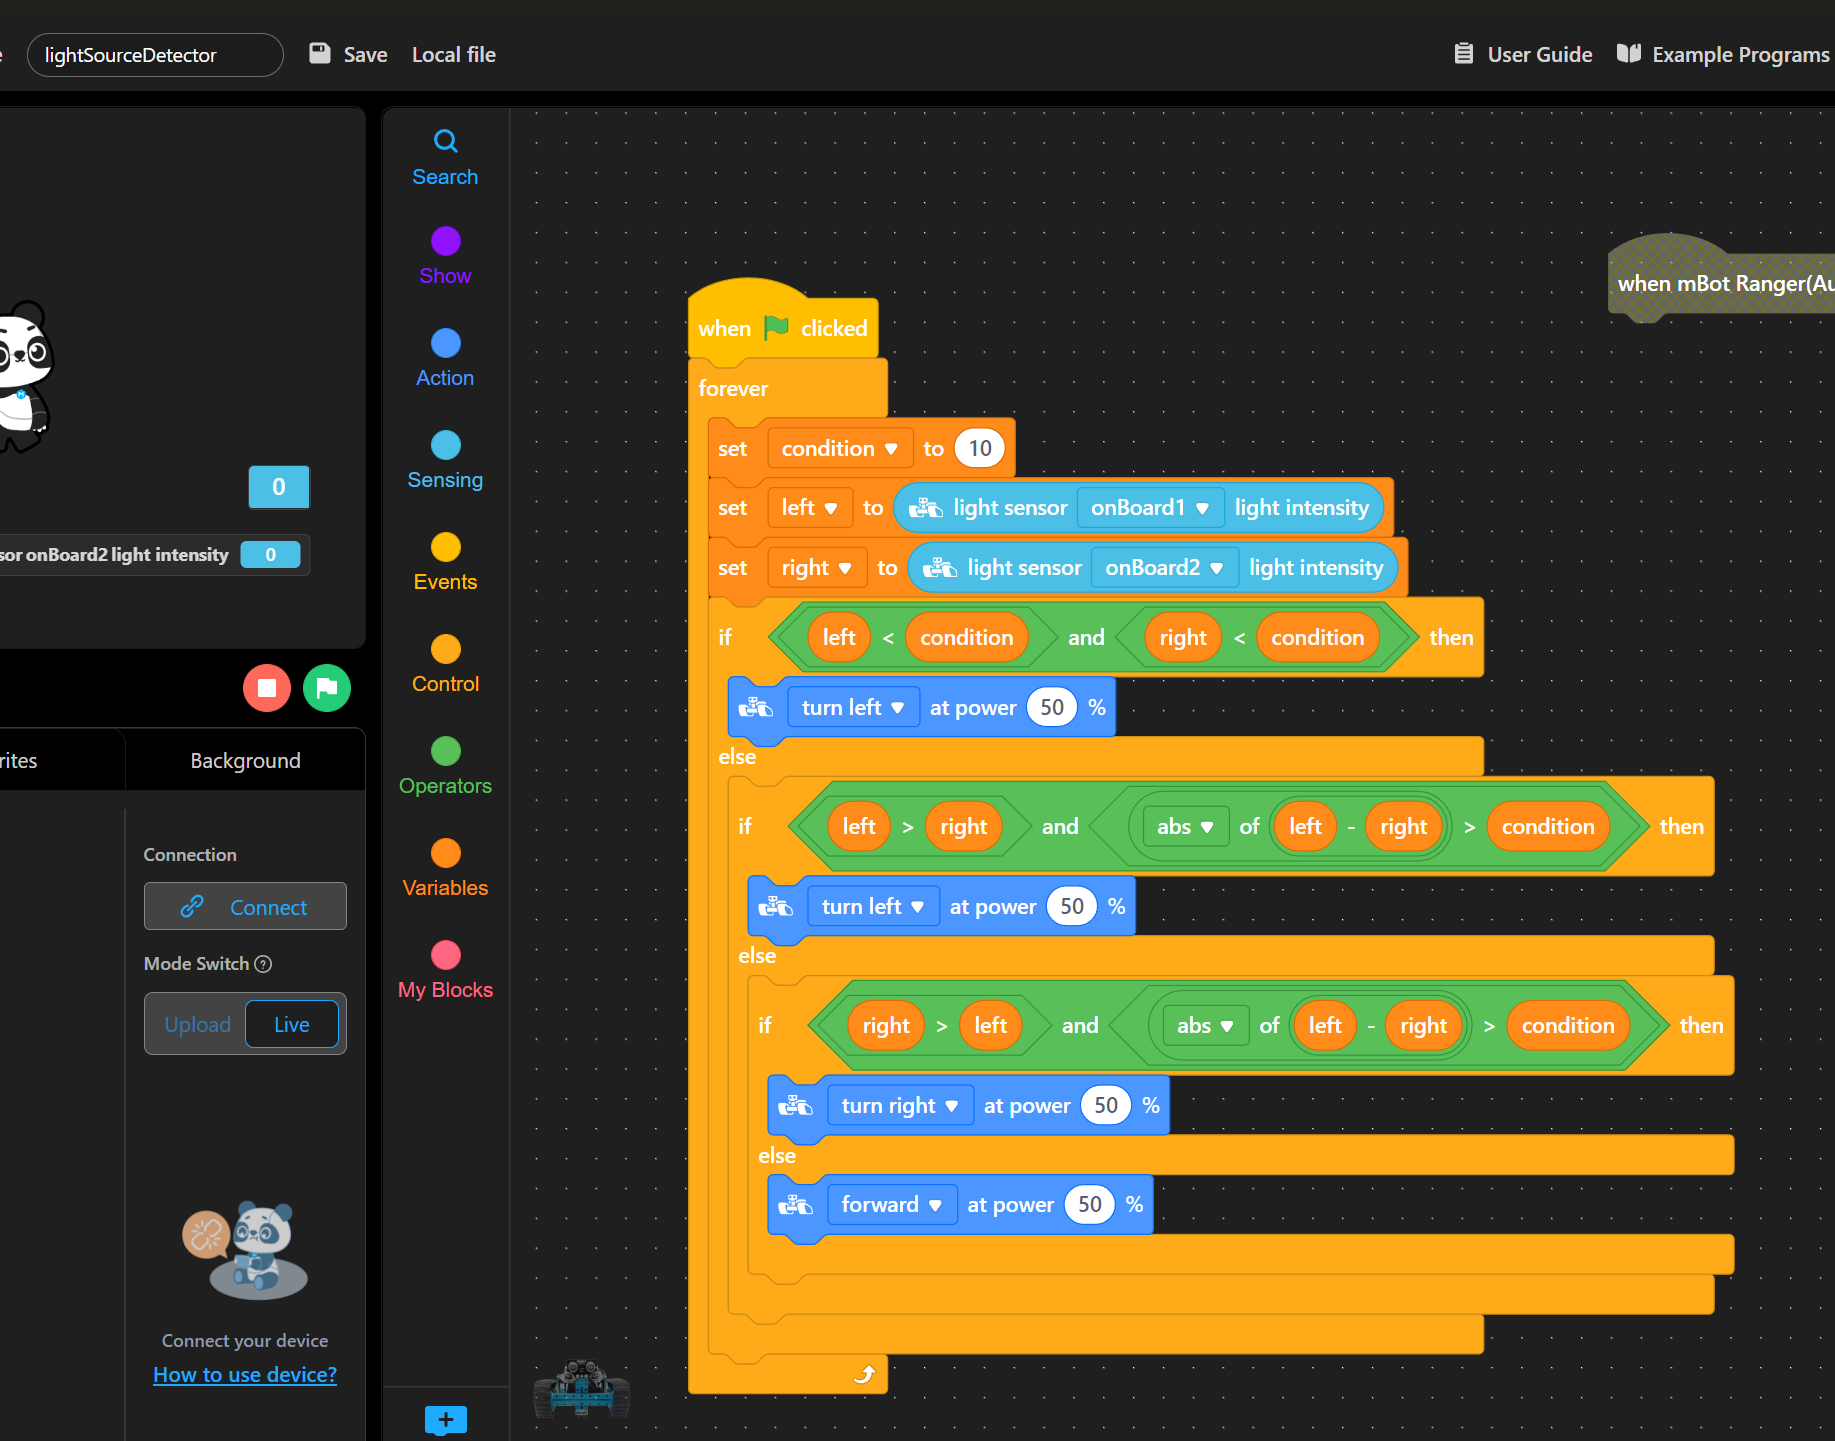 lightSourceDetector
Save
Local file
User Guide
Example Programs
Search
Show
Action
Sensing
Events
Control
Operators
Variables
My Blocks
0
onBoard2 light intensity 0
Background
Connection
Connect
Mode Switch ?
Upload Live
Connect your device
How to use device?
when clicked
forever
set condition to 10
set left to light sensor onBoard1 light intensity
set right to light sensor onBoard2 light intensity
if left < condition and right < condition then
turn left at power 50 %
else
if left > right and abs of left - right > condition then
turn left at power 50 %
else
if right > left and abs of left - right > condition then
turn right at power 50 %
else
forward at power 50 %
when mBot Ranger(Au